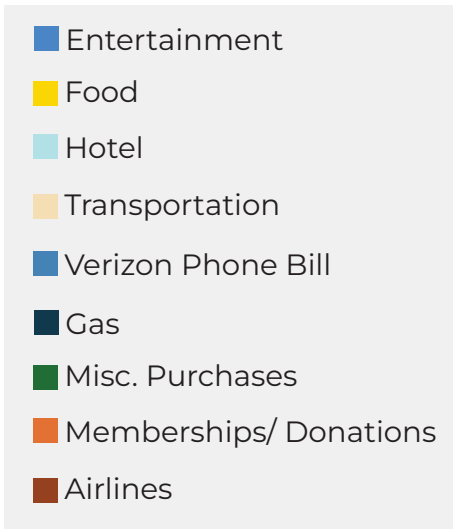 Entertainment
Food
Hotel
Transportation
Verizon Phone Bill
Gas
Misc. Purchases
Memberships/ Donations
Airlines